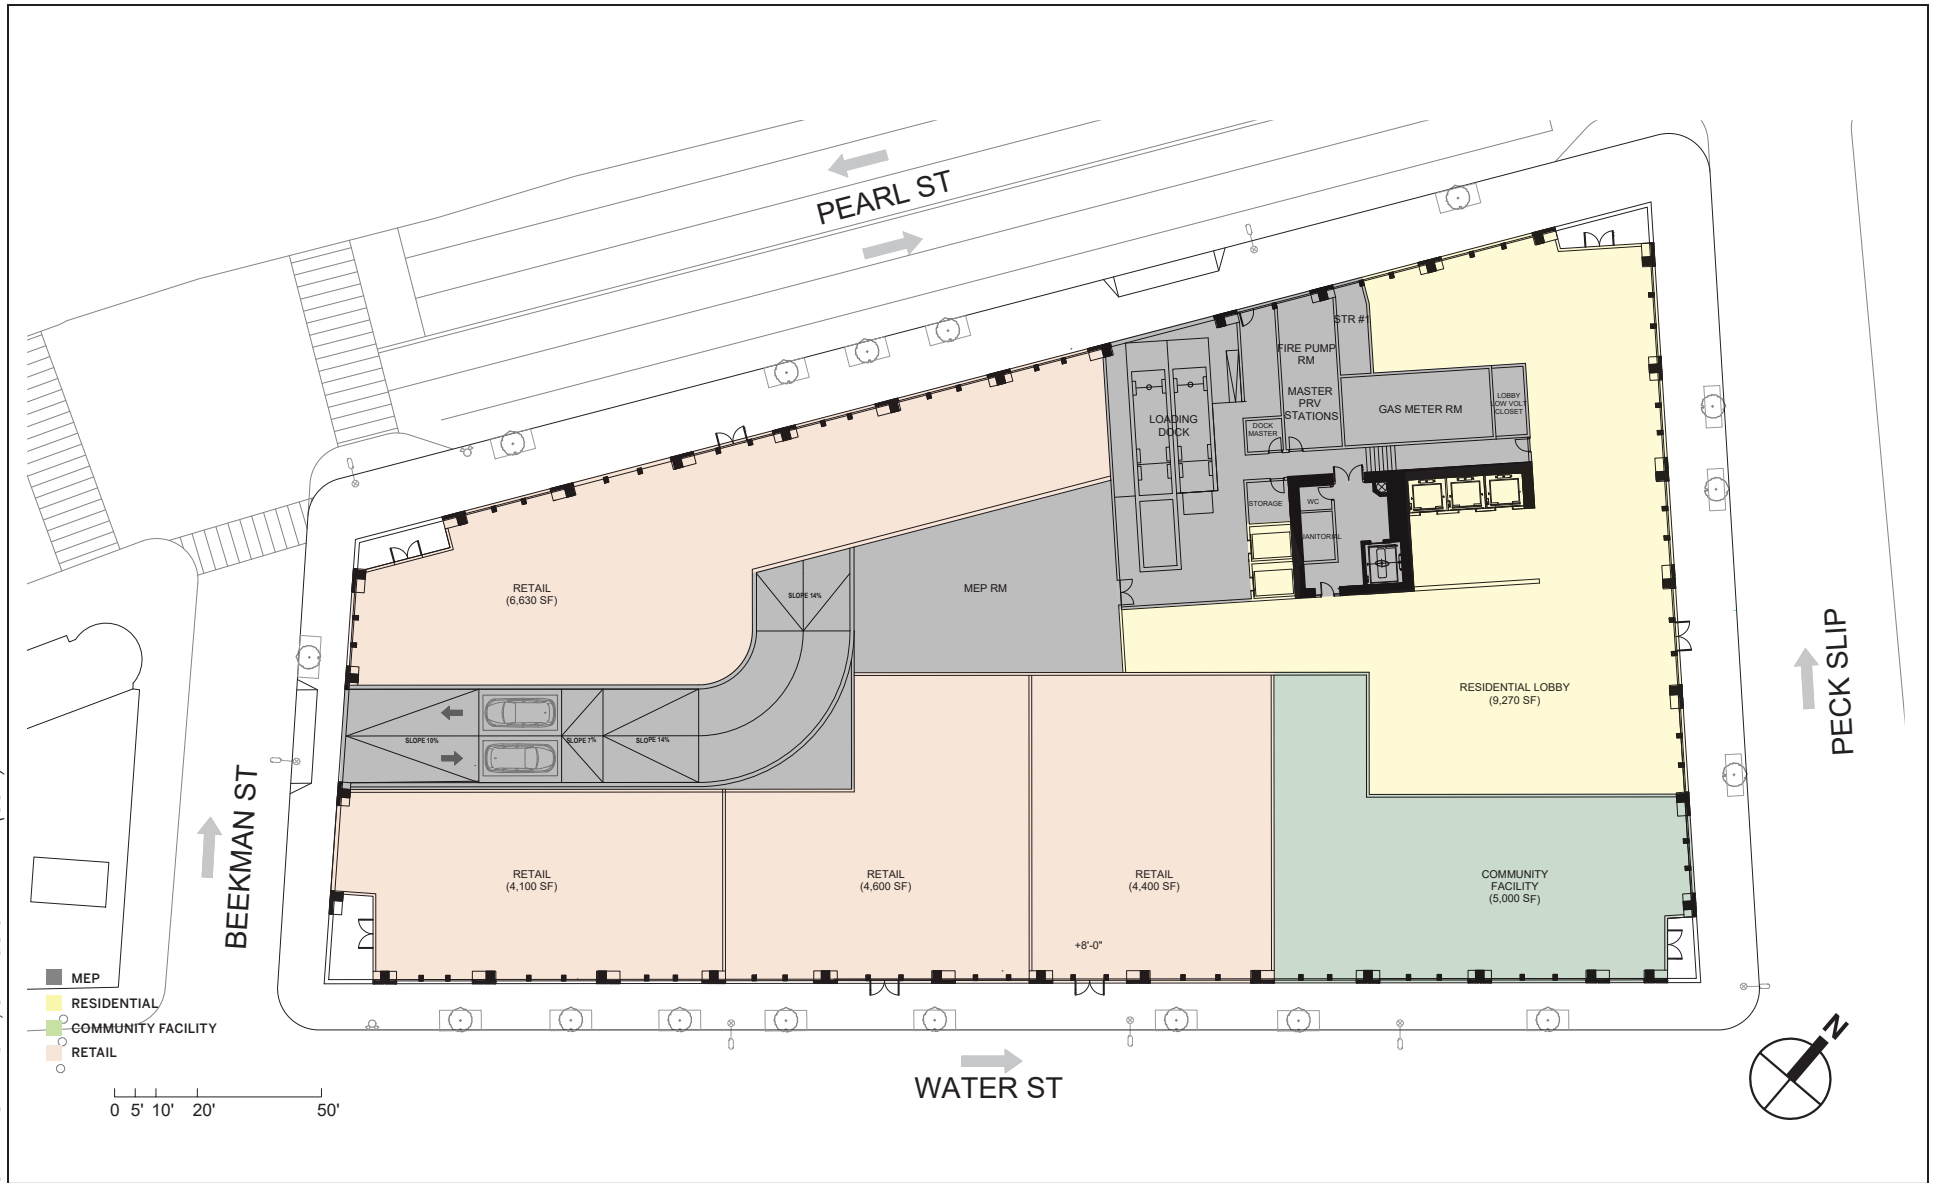 PEARL ST
STR #1
FIRE PUMP
RM
MASTER
PRV
STATIONS
GAS METER RM
LOBBY
LOW VOLT
CLOSET
LOADING
DOCK
DOCK
MASTER
STORAGE
WC
JANITORIAL
RETAIL
(6,630 SF)
SLOPE 14%
MEP RM
RESIDENTIAL LOBBY
(9,270 SF)
PECK SLIP
SLOPE 10%
SLOPE 7%
SLOPE 14%
BEEKMAN ST
RETAIL
(4,100 SF)
RETAIL
(4,600 SF)
RETAIL
(4,400 SF)
COMMUNITY
FACILITY
(5,000 SF)
+8'-0"
MEP
RESIDENTIAL
COMMUNITY FACILITY
RETAIL
WATER ST
N
0 5' 10' 20' 50'